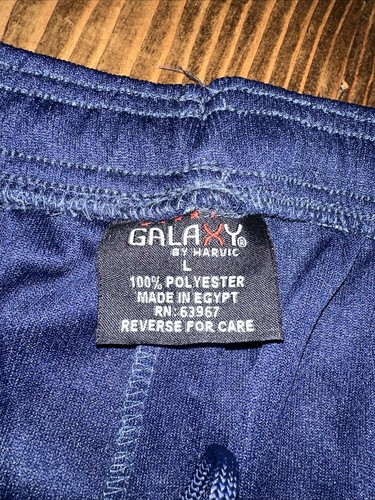 GALAXY®
BY HARVIC
L
100% POLYESTER
MADE IN EGYPT
RN: 63967
REVERSE FOR CARE